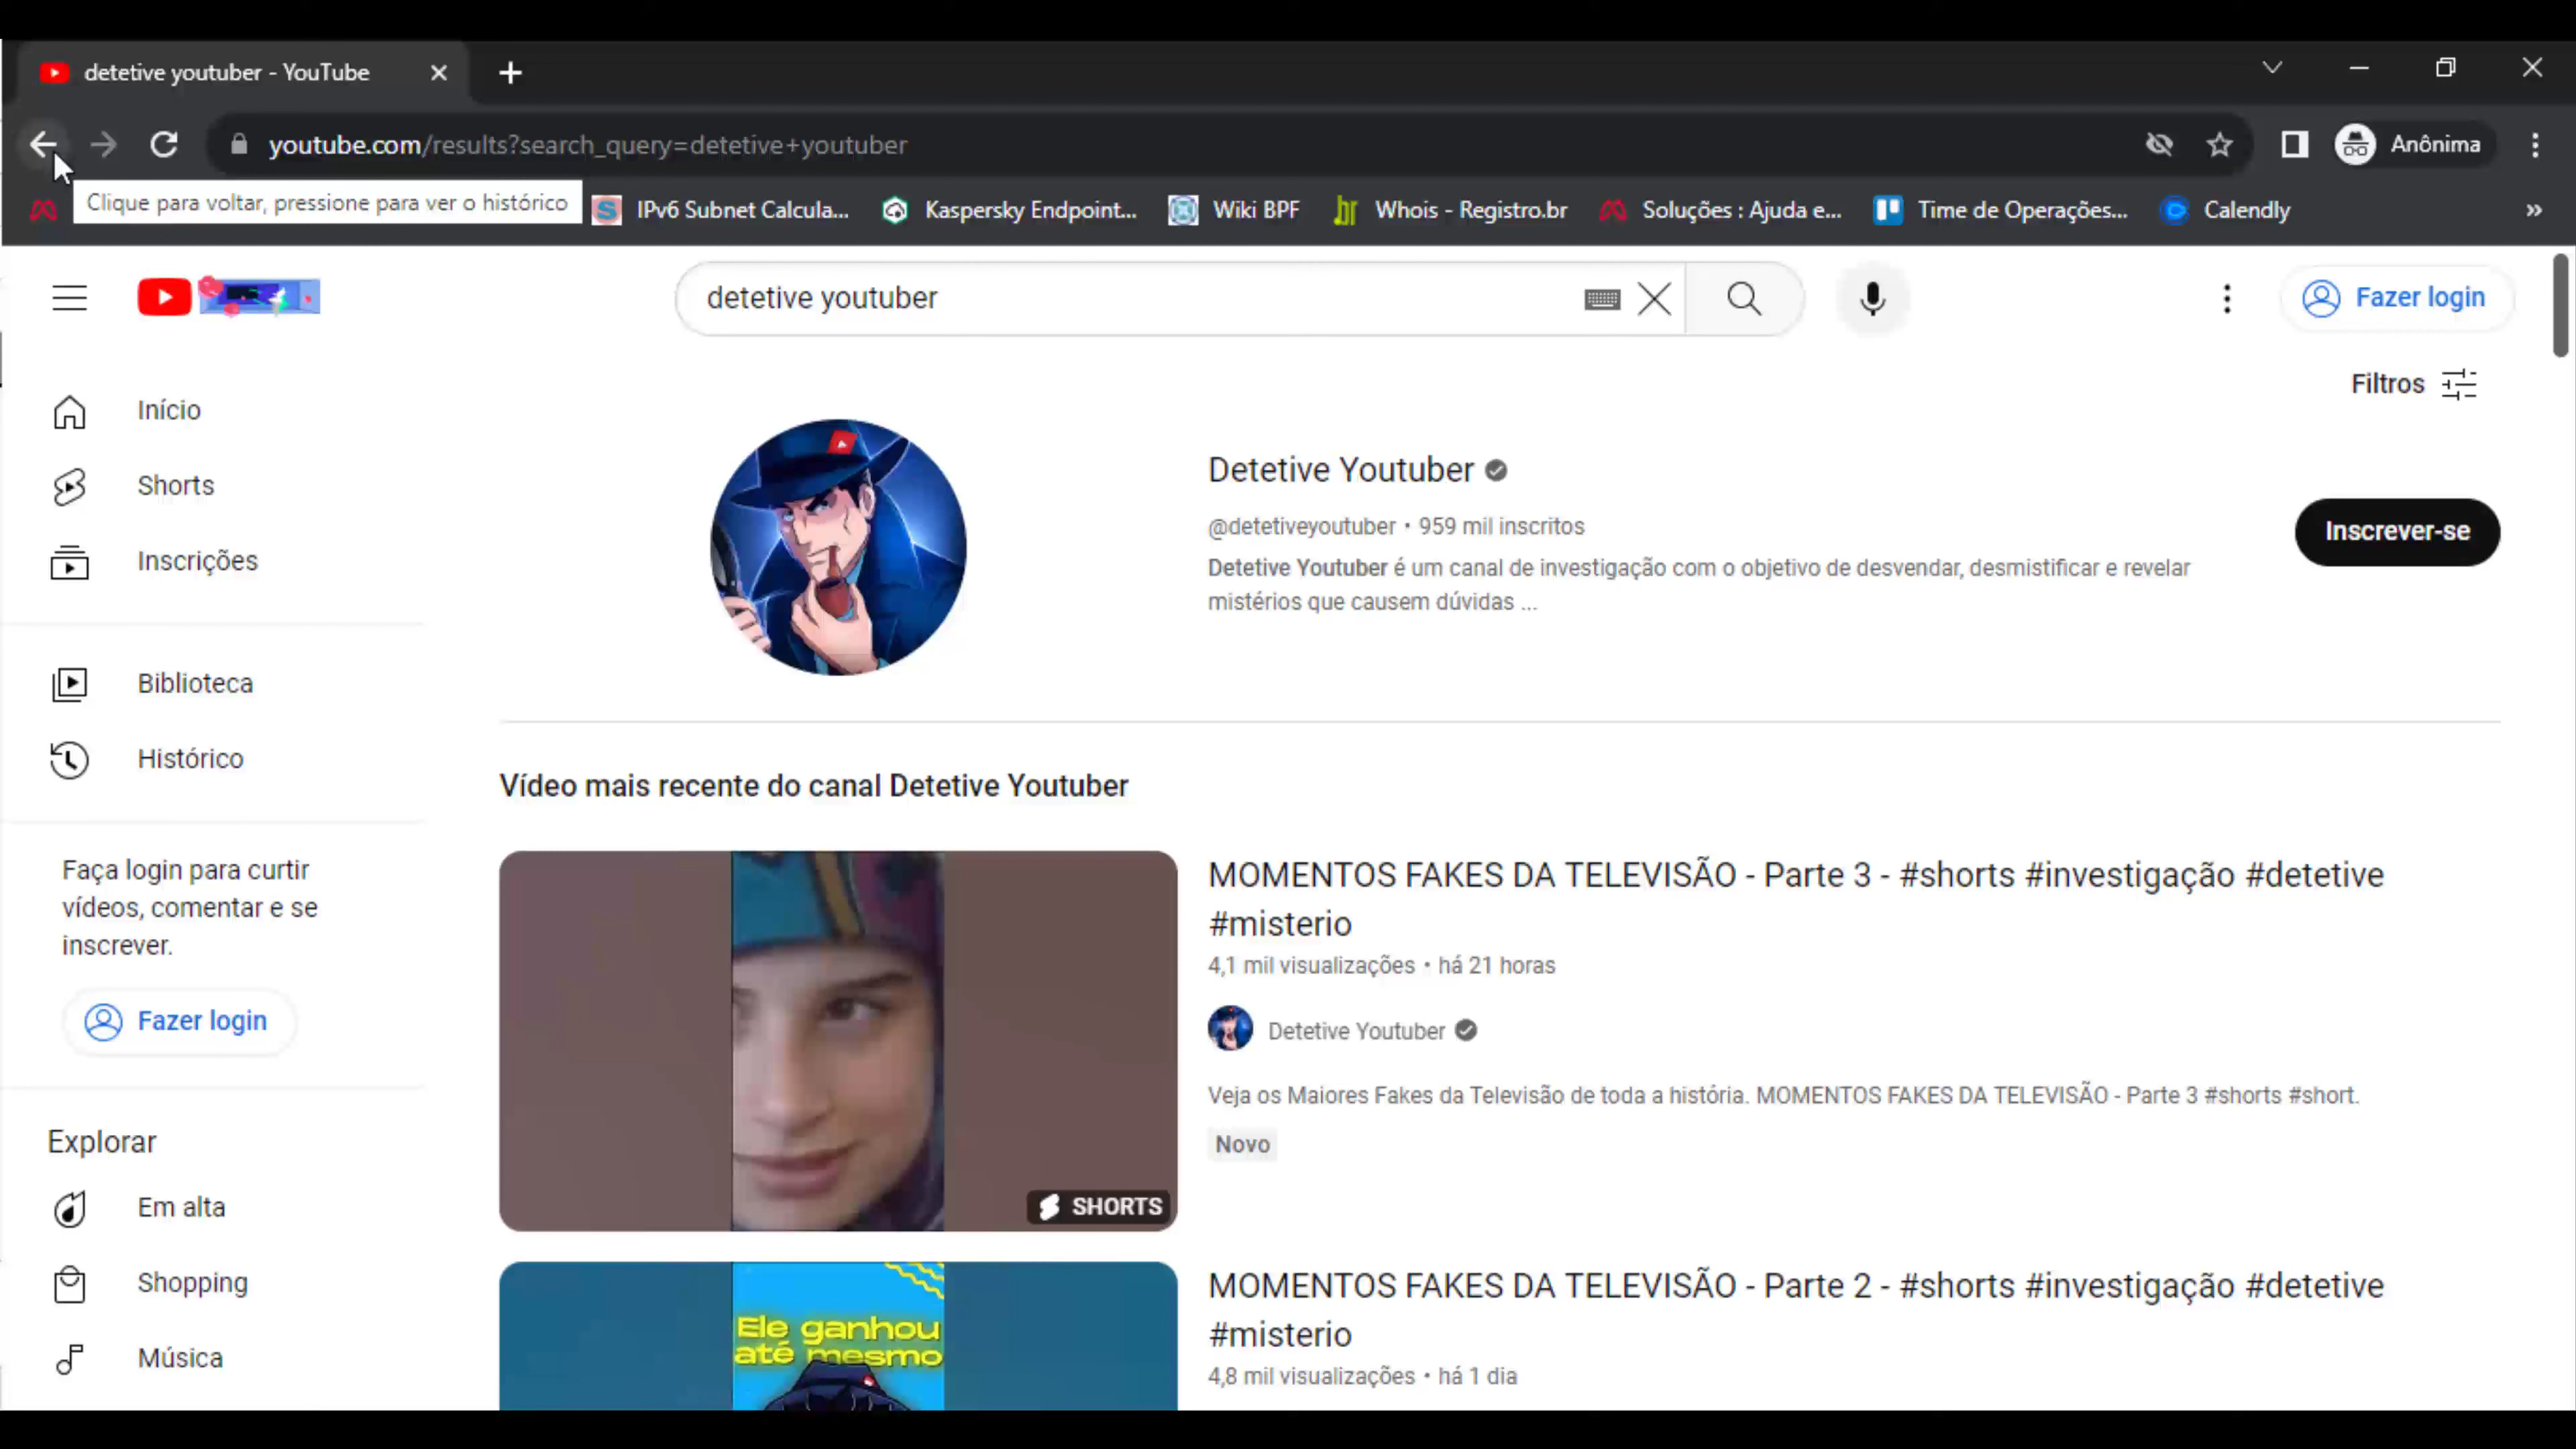 detetive youtuber - YouTube
youtube.com/results?search_query=detetive+youtuber
Anônima
Clique para voltar, pressione para ver o histórico
IPv6 Subnet Calcula...
Kaspersky Endpoint...
Wiki BPF
Whois - Registro.br
Soluções : Ajuda e...
Time de Operações...
Calendly
»
detetive youtuber
Fazer login
Filtros
Início
Shorts
Inscrições
Biblioteca
Histórico
Faça login para curtir
vídeos, comentar e se
inscrever.
Fazer login
Explorar
Em alta
Shopping
Música
Detetive Youtuber
@detetiveyoutuber • 959 mil inscritos
Detetive Youtuber é um canal de investigação com o objetivo de desvendar, desmistificar e revelar
mistérios que causem dúvidas ...
Inscrever-se
Vídeo mais recente do canal Detetive Youtuber
SHORTS
MOMENTOS FAKES DA TELEVISÃO - Parte 3 - #shorts #investigação #detetive
#misterio
4,1 mil visualizações • há 21 horas
Detetive Youtuber
Veja os Maiores Fakes da Televisão de toda a história. MOMENTOS FAKES DA TELEVISÃO - Parte 3 #shorts #short.
Novo
Ele ganhou
até mesmo
MOMENTOS FAKES DA TELEVISÃO - Parte 2 - #shorts #investigação #detetive
#misterio
4,8 mil visualizações • há 1 dia